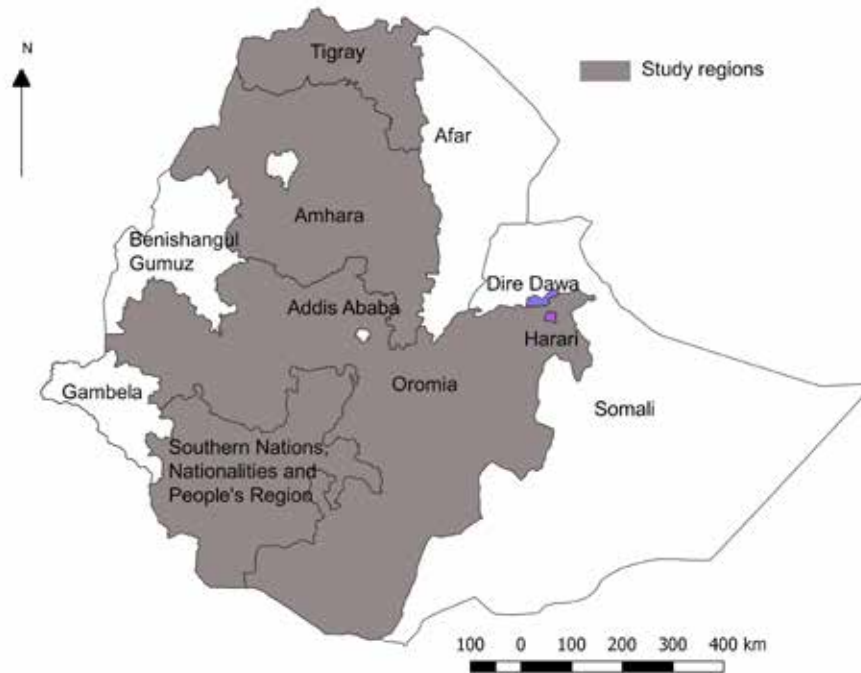 N
Tigray
Study regions
Afar
Amhara
Benishangul
Gumuz
Dire Dawa
Addis Ababa
Harari
Gambela
Oromia
Somali
Southern Nations,
Nationalities and
People's Region
100 0 100 200 300 400 km